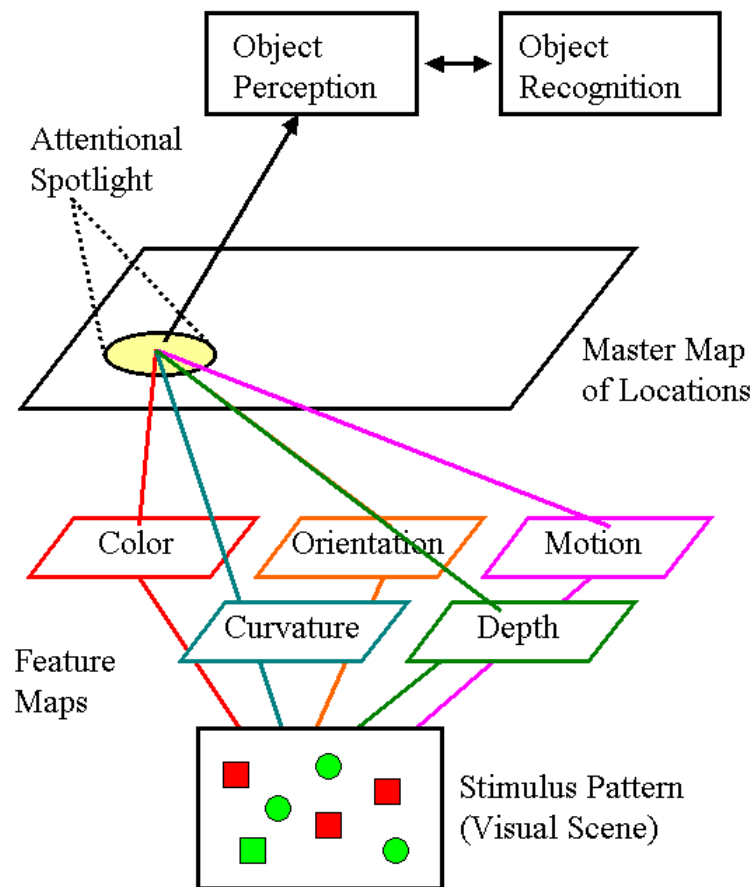 Object
Perception
Object
Recognition
Attentional
Spotlight
Master Map
of Locations
Color
Orientation
Motion
Curvature
Depth
Feature
Maps
Stimulus Pattern
(Visual Scene)